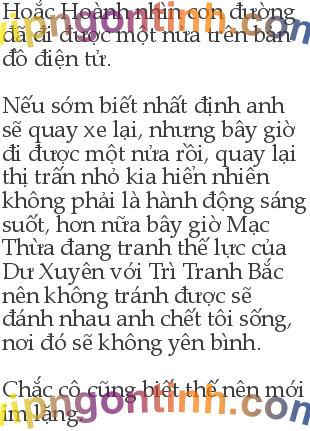 Hoắc Hoành nhìn con đường
đã đi được một nửa trên bản
đồ điện tử.
Nếu sớm biết nhất định anh
sẽ quay xe lại, nhưng bây giờ
đi được một nửa rồi, quay lại
thị trấn nhỏ kia hiển nhiên
không phải là hành động sáng
suốt, hơn nữa bây giờ Mạc
Thừa đang tranh thế lực của
Dư Xuyên với Trì Tranh Bắc
nên không tránh được sẽ
đánh nhau anh chết tôi sống,
nơi đó sẽ không yên bình.
Chắc cô cũng biết thế nên mới
im lặng.
vipngontinh.com
vipngontinh.com